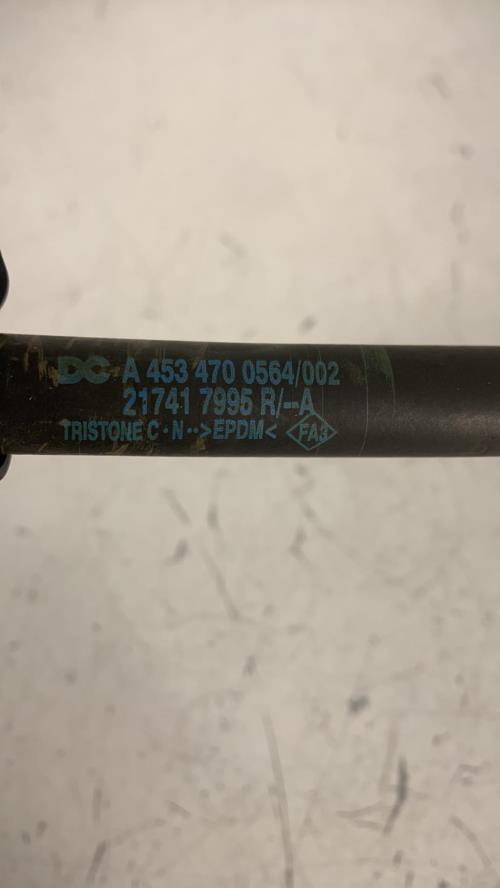 DC A 453 470 0564/002
21741 7995 R/--A
TRISTONE C·N··>EPDM< FA3